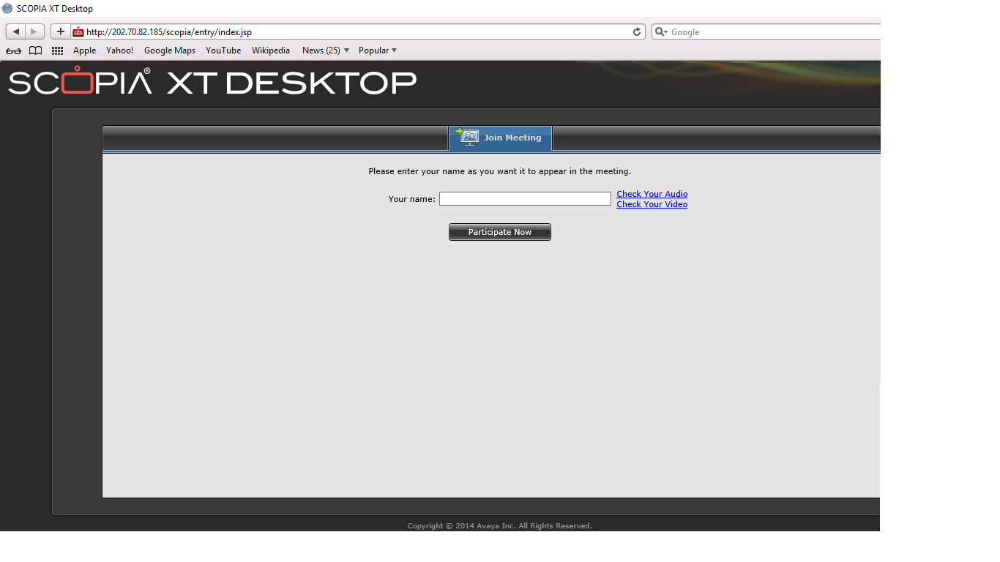 SCOPIA XT Desktop
http://202.70.82.185/scopia/entry/index.jsp
Google
Apple Yahoo! Google Maps YouTube Wikipedia News (25) Popular
SCOPIA® XT DESKTOP
Join Meeting
Please enter your name as you want it to appear in the meeting.
Your name:
Check Your Audio
Check Your Video
Participate Now
Copyright © 2014 Avaya Inc. All Rights Reserved.